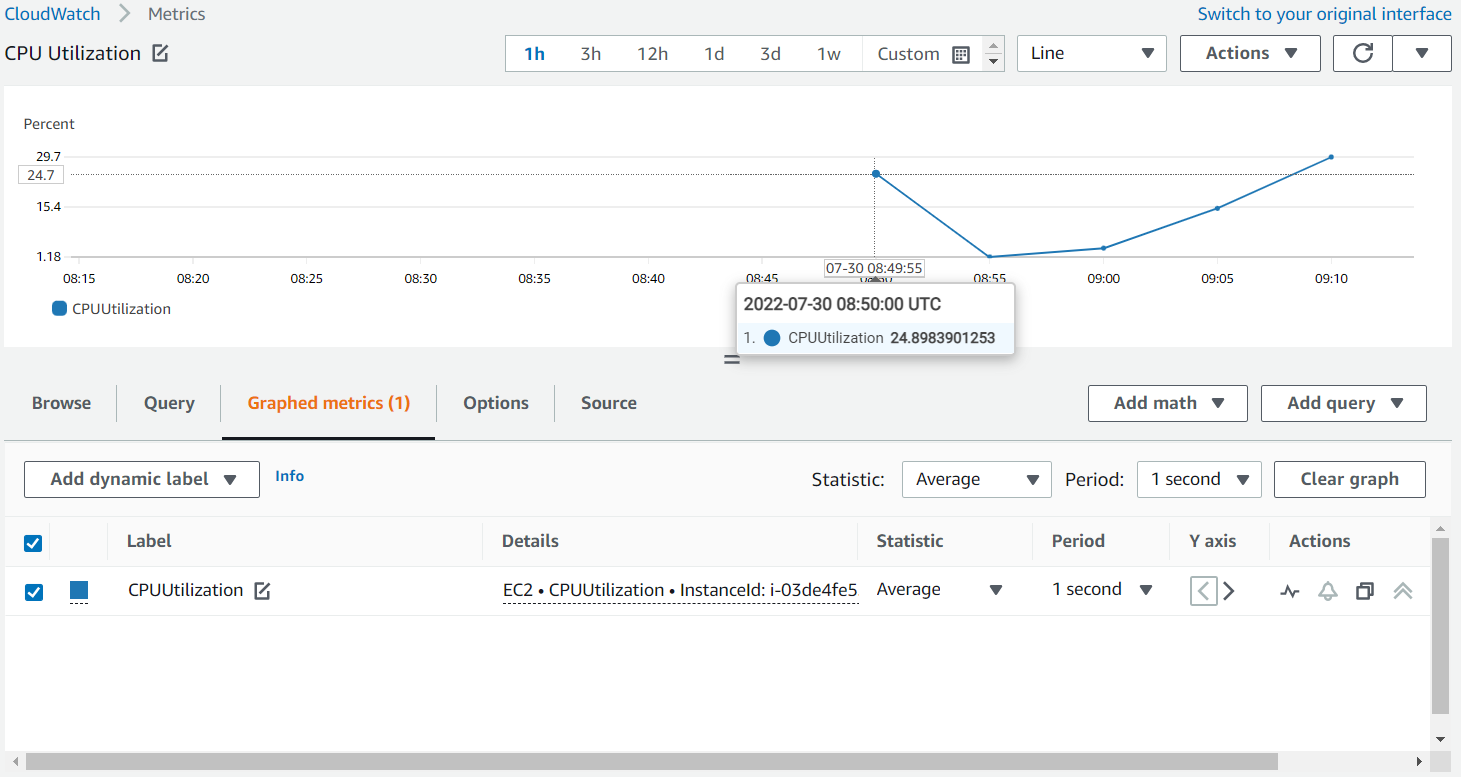 CloudWatch Metrics Switch to your original interface
CPU Utilization 1h 3h 12h 1d 3d 1w Custom Line Actions
Percent
29.7
24.7
15.4
1.18
08:15 08:20 08:25 08:30 08:35 08:40 08:45 08:50 08:55 09:00 09:05 09:10
07-30 08:49:55
CPUUtilization
2022-07-30 08:50:00 UTC
1. CPUUtilization 24.8983901253
Browse Query Graphed metrics (1) Options Source Add math Add query
Add dynamic label Info Statistic: Average Period: 1 second Clear graph
Label Details Statistic Period Y axis Actions
CPUUtilization EC2 • CPUUtilization • InstanceId: i-03de4fe5 Average 1 second